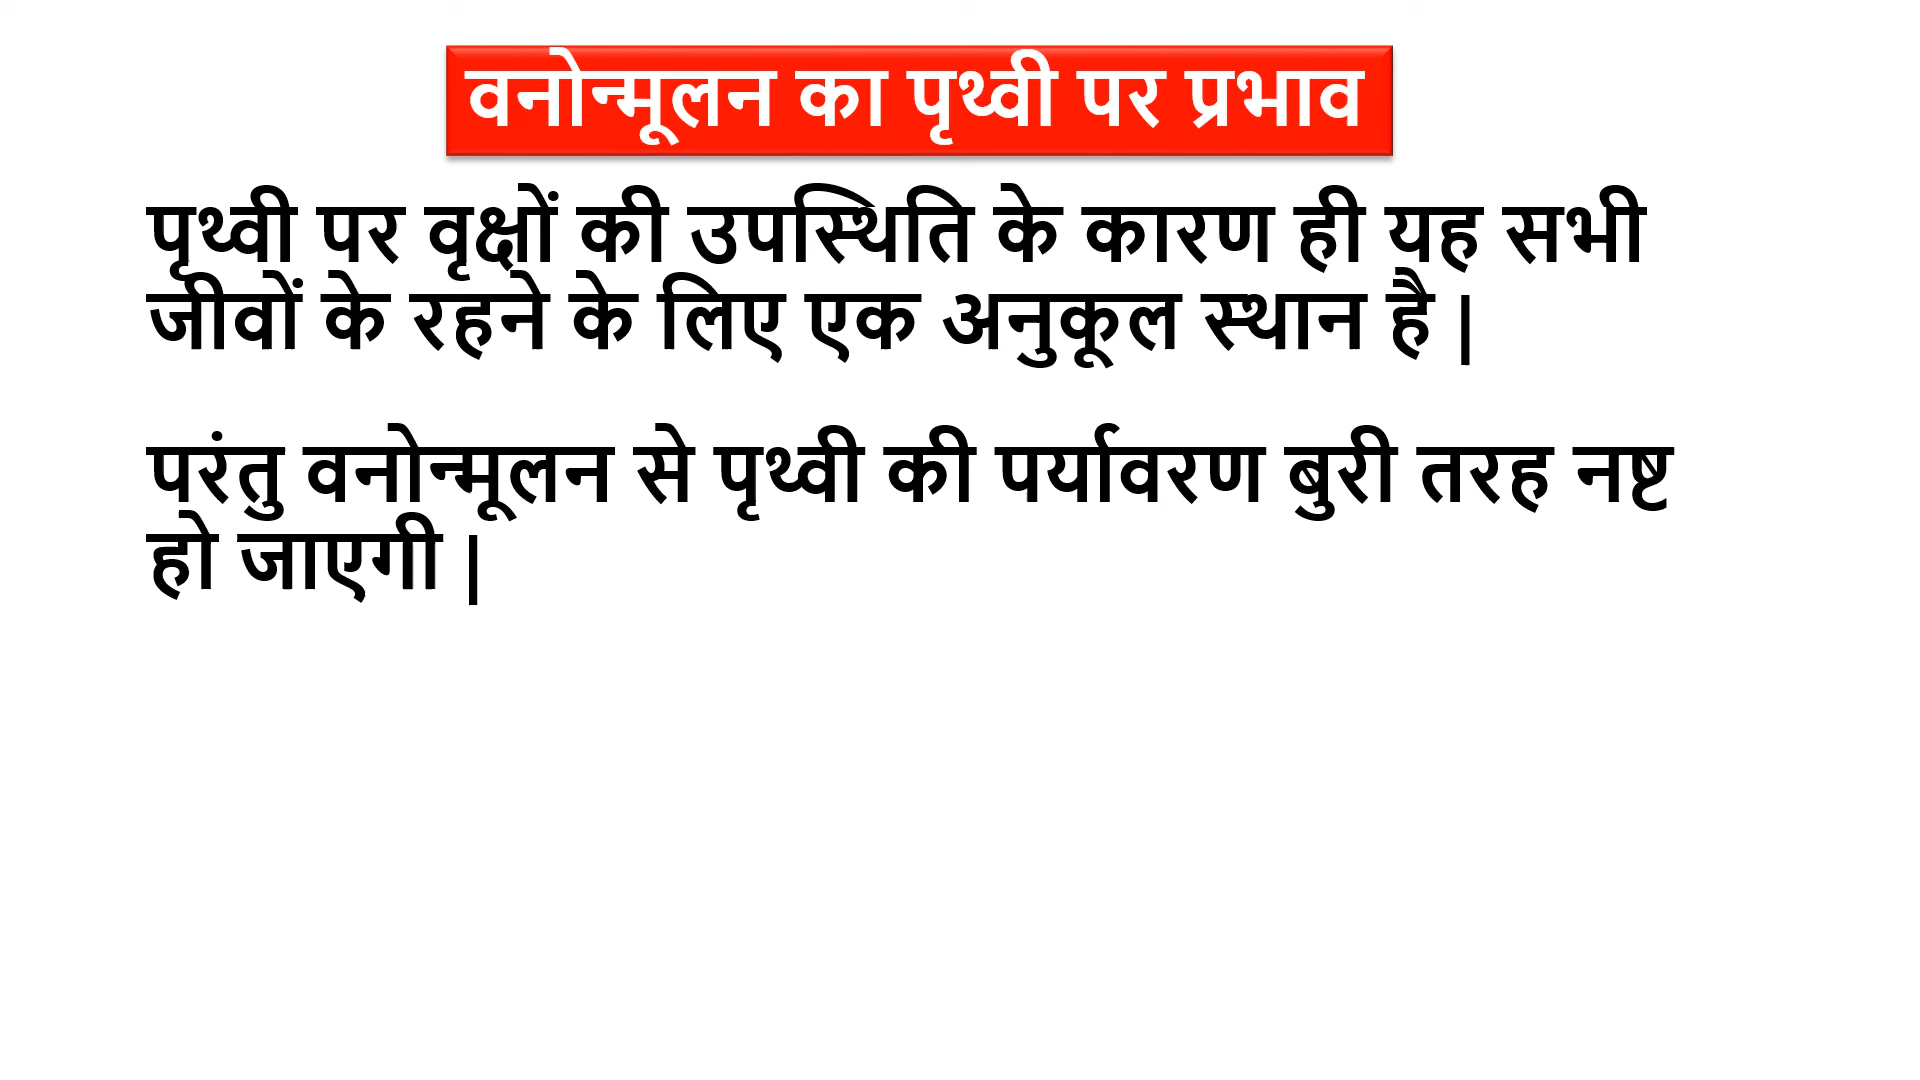 वनोन्मूलन का पृथ्वी पर प्रभाव
पृथ्वी पर वृक्षों की उपस्थिति के कारण ही यह सभी
जीवों के रहने के लिए एक अनुकूल स्थान है |
परंतु वनोन्मूलन से पृथ्वी की पर्यावरण बुरी तरह नष्ट
हो जाएगी |